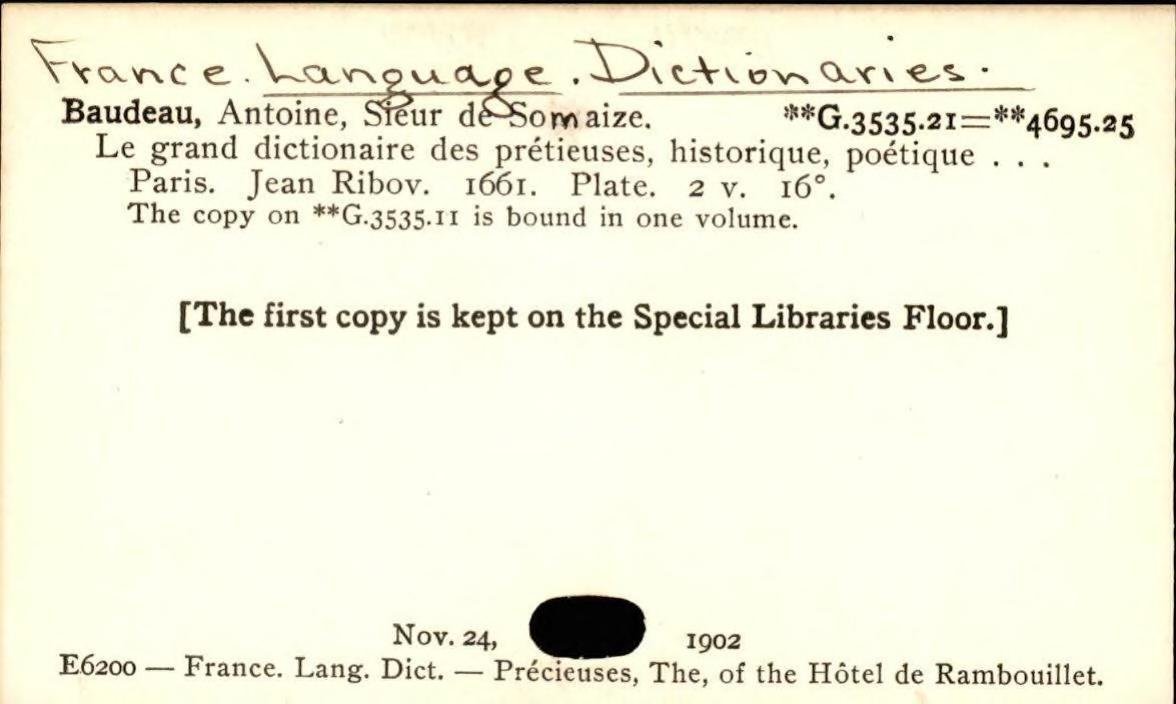 France. Language. Dictionaries.
Baudeau, Antoine, Sieur de Somaize. **G.3535.21=**4695.25
Le grand dictionaire des prétieuses, historique, poétique . . .
Paris. Jean Ribov. 1661. Plate. 2 v. 16°.
The copy on **G.3535.11 is bound in one volume.
[The first copy is kept on the Special Libraries Floor.]
Nov. 24, 1902
E6200 — France. Lang. Dict. — Précieuses, The, of the Hôtel de Rambouillet.